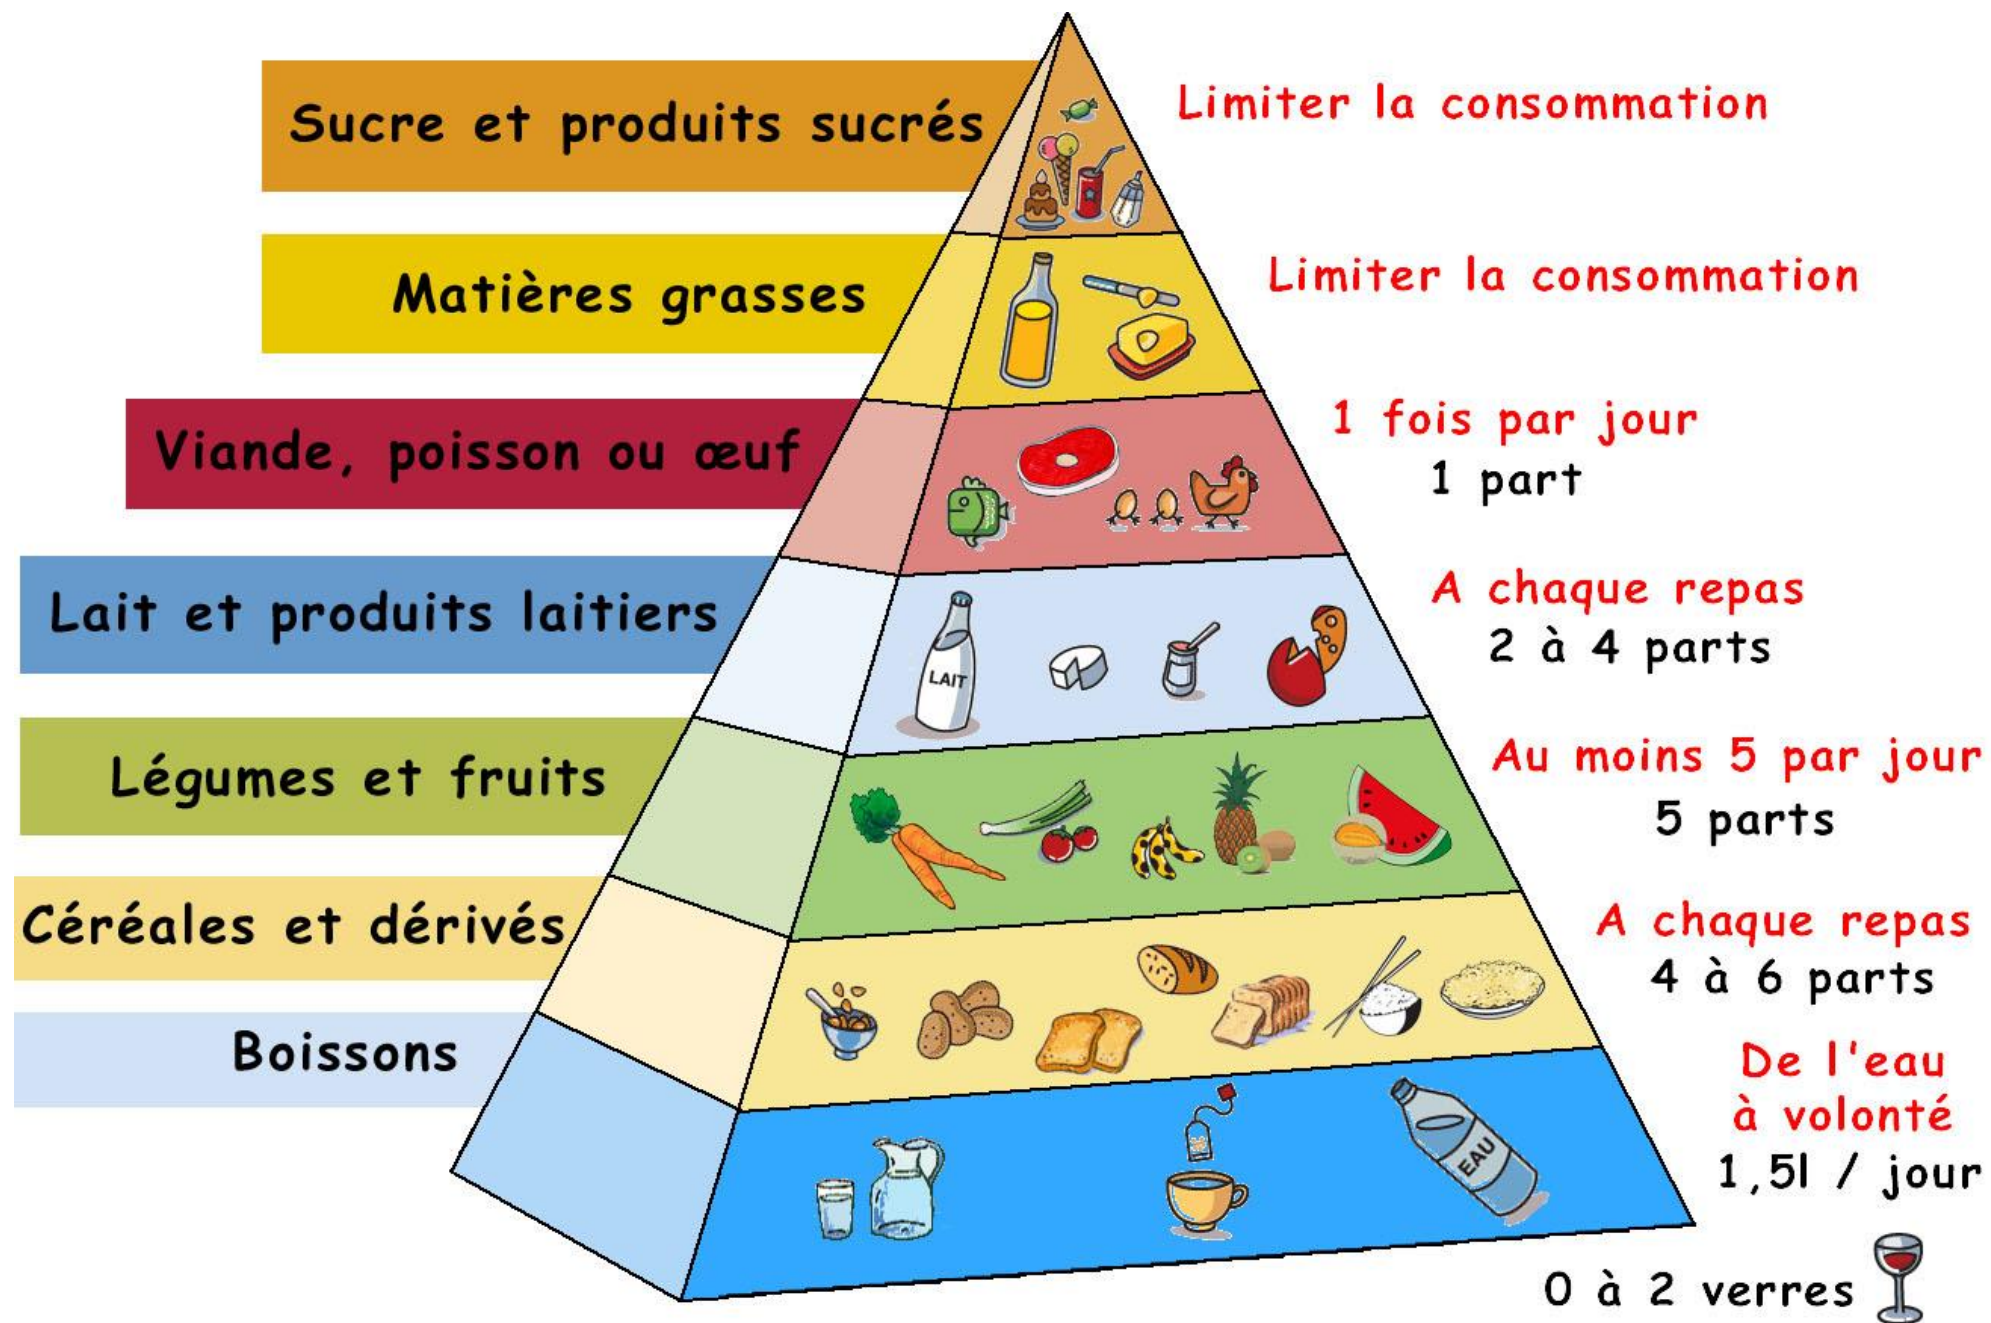 Sucre et produits sucrés
Limiter la consommation
Matières grasses
Limiter la consommation
Viande, poisson ou œuf
1 fois par jour
1 part
Lait et produits laitiers
A chaque repas
2 à 4 parts
LAIT
Légumes et fruits
Au moins 5 par jour
5 parts
Céréales et dérivés
A chaque repas
4 à 6 parts
Boissons
De l'eau
à volonté
1,5l / jour
EAU
0 à 2 verres